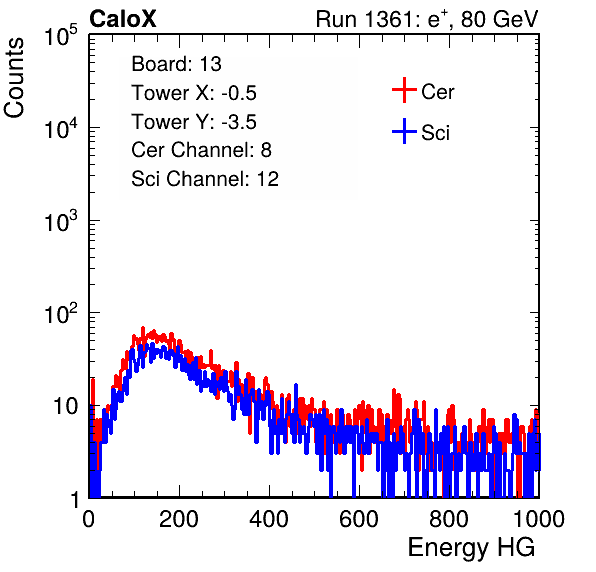 CaloX Run 1361: e⁺, 80 GeV
Counts
10⁵
10⁴
10³
10²
10
1
Board: 13
Tower X: -0.5
Tower Y: -3.5
Cer Channel: 8
Sci Channel: 12
Cer
Sci
0 200 400 600 800 1000
Energy HG